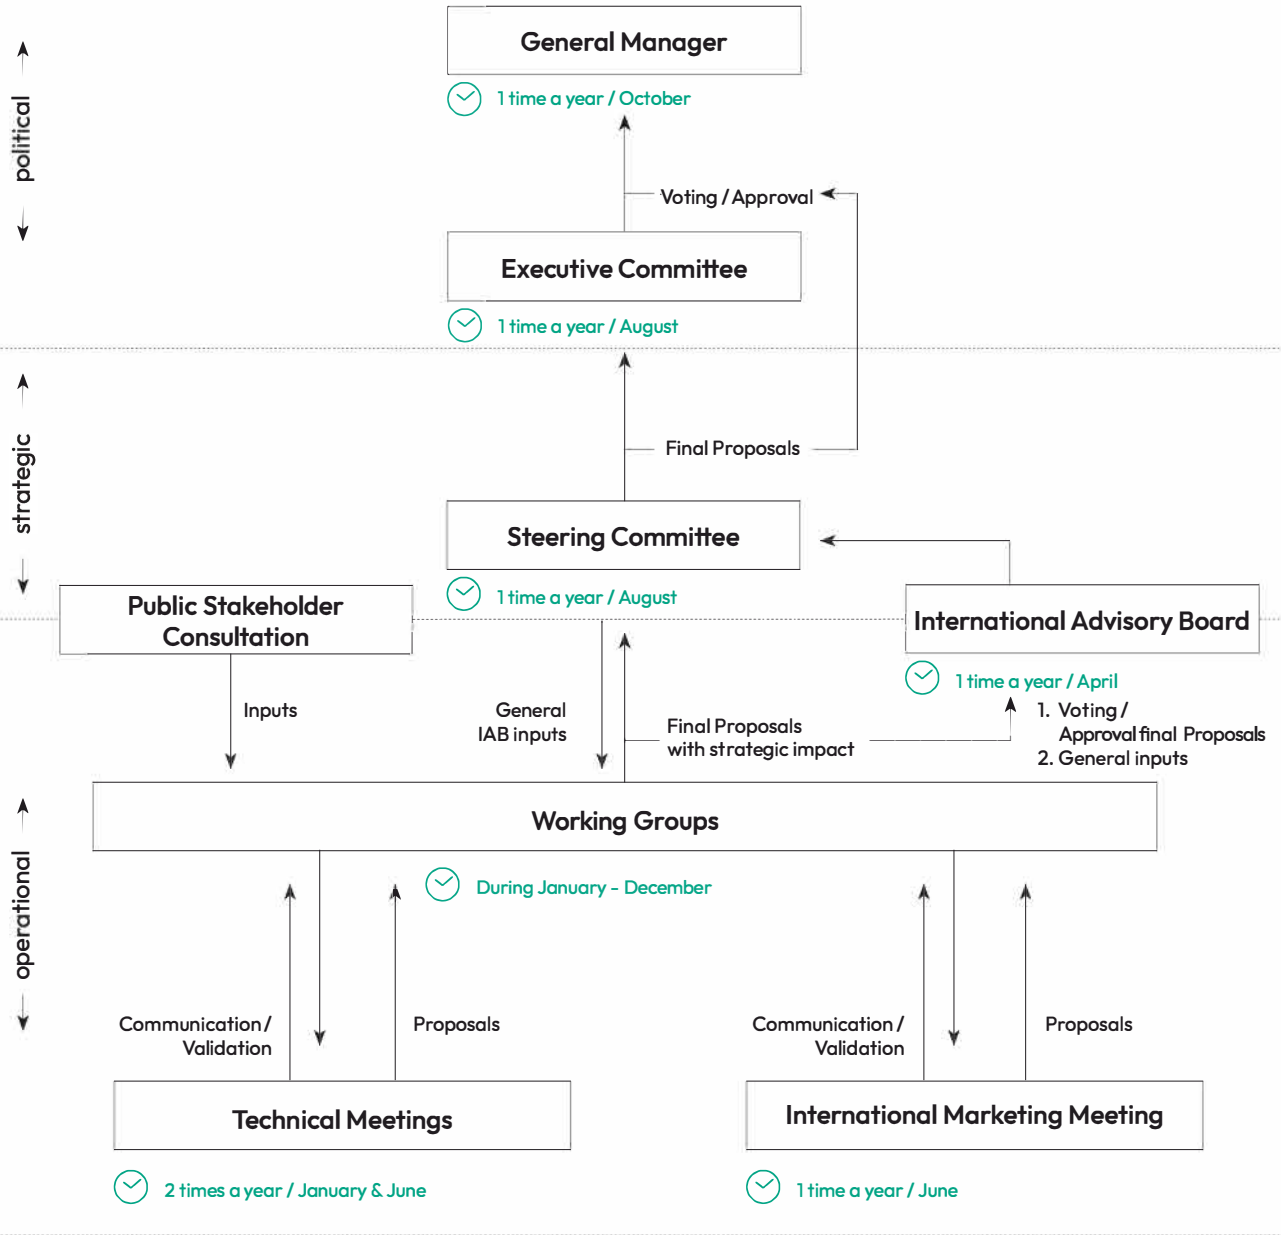 General Manager
1 time a year / October
political
Voting / Approval
Executive Committee
1 time a year / August
strategic
Final Proposals
Steering Committee
1 time a year / August
Public Stakeholder
Consultation
International Advisory Board
1 time a year / April
Inputs
General
IAB inputs
Final Proposals
with strategic impact
1. Voting /
Approval final Proposals
2. General inputs
operational
Working Groups
During January - December
Communication /
Validation
Proposals
Communication /
Validation
Proposals
Technical Meetings
International Marketing Meeting
2 times a year / January & June
1 time a year / June